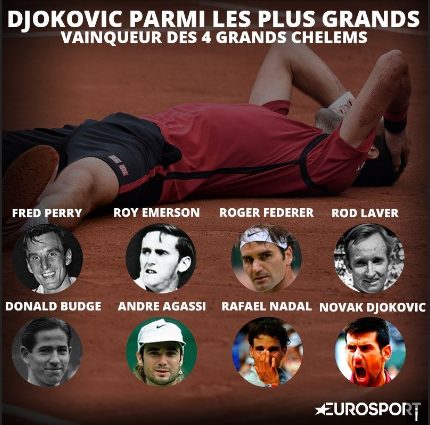 DJOKOVIC PARMI LES PLUS GRANDS
VAINQUEUR DES 4 GRANDS CHELEMS
FRED PERRY ROY EMERSON ROGER FEDERER ROD LAVER
DONALD BUDGE ANDRE AGASSI RAFAEL NADAL NOVAK DJOKOVIC
EUROSPORT